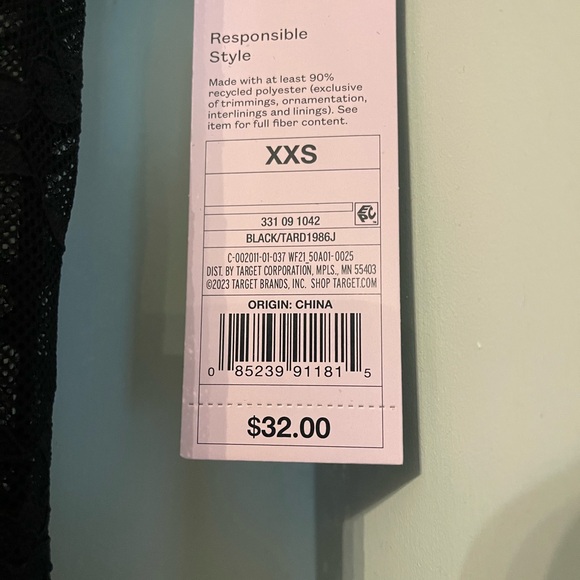 Responsible
Style
Made with at least 90%
recycled polyester (exclusive
of trimmings, ornamentation,
interlinings and linings). See
item for full fiber content.
XXS
331 09 1042
BLACK/TARD1986J
C-002011-01-037 WF21_50A01-0025
DIST. BY TARGET CORPORATION, MPLS., MN 55403
©2023 TARGET BRANDS, INC. SHOP TARGET.COM
ORIGIN: CHINA
0 85239 91181 5
$32.00